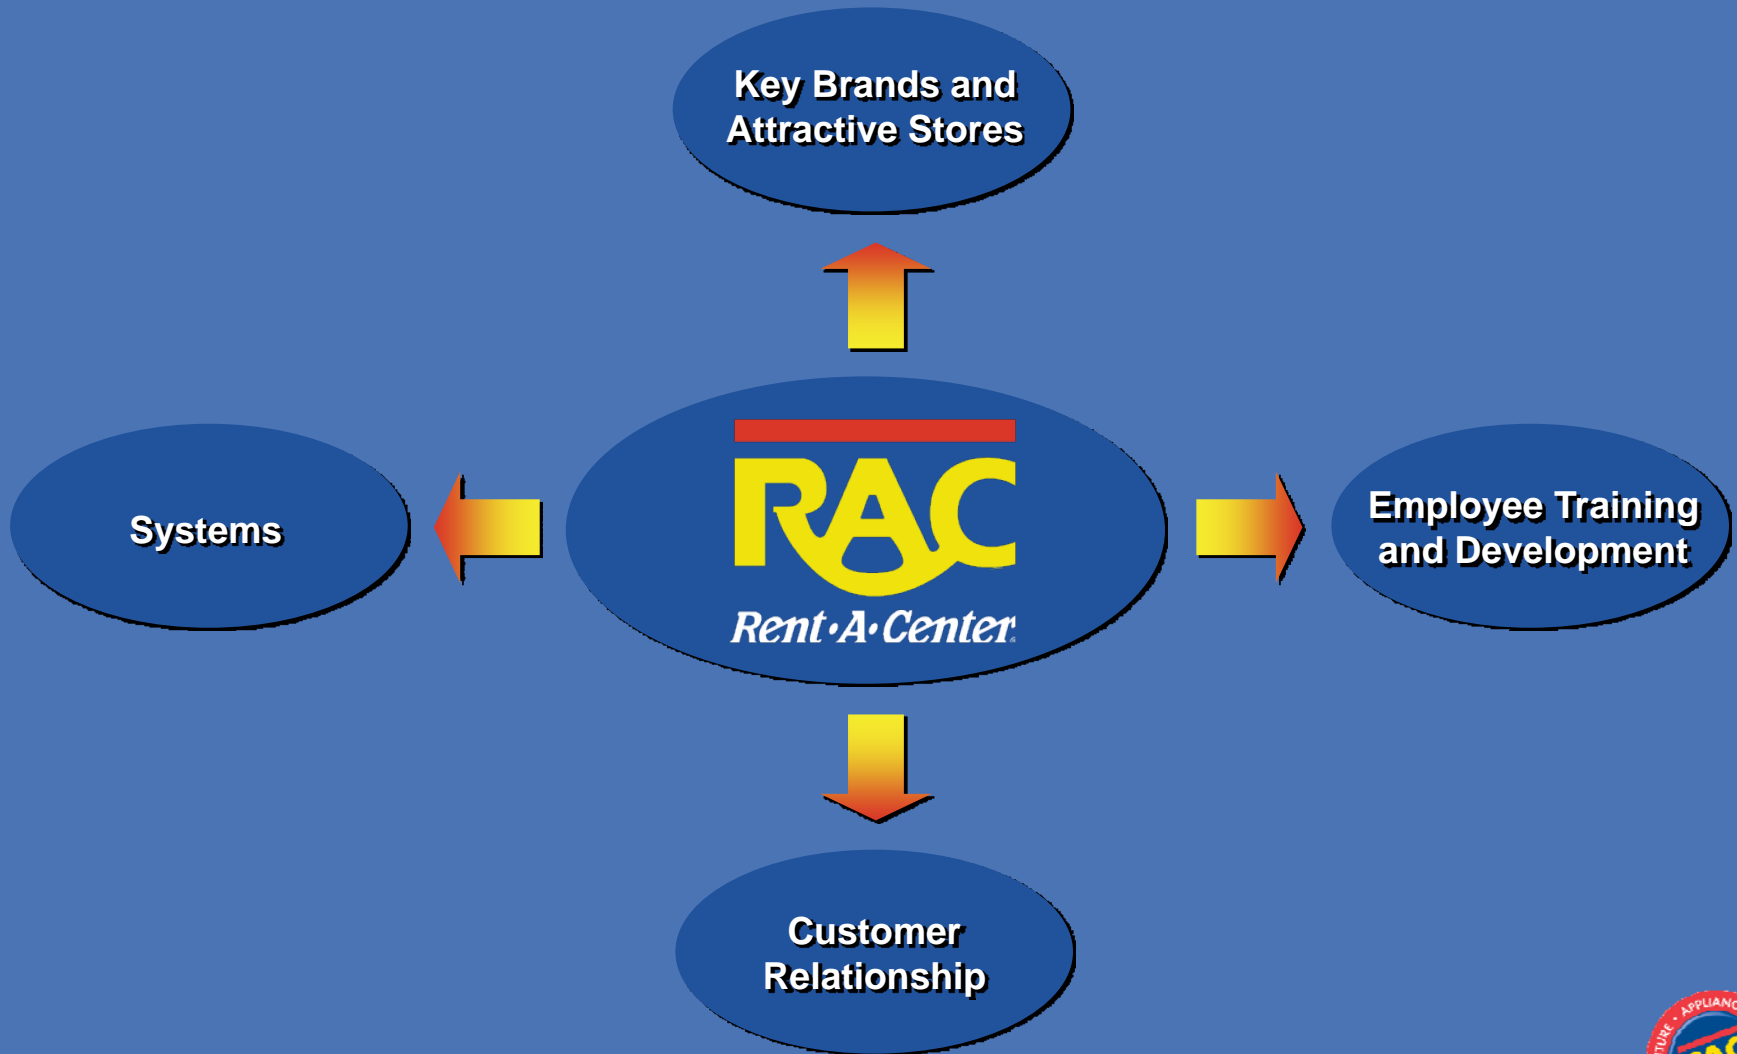 Key Brands and
Attractive Stores
Systems
RAC
Rent•A•Center
Employee Training
and Development
Customer
Relationship